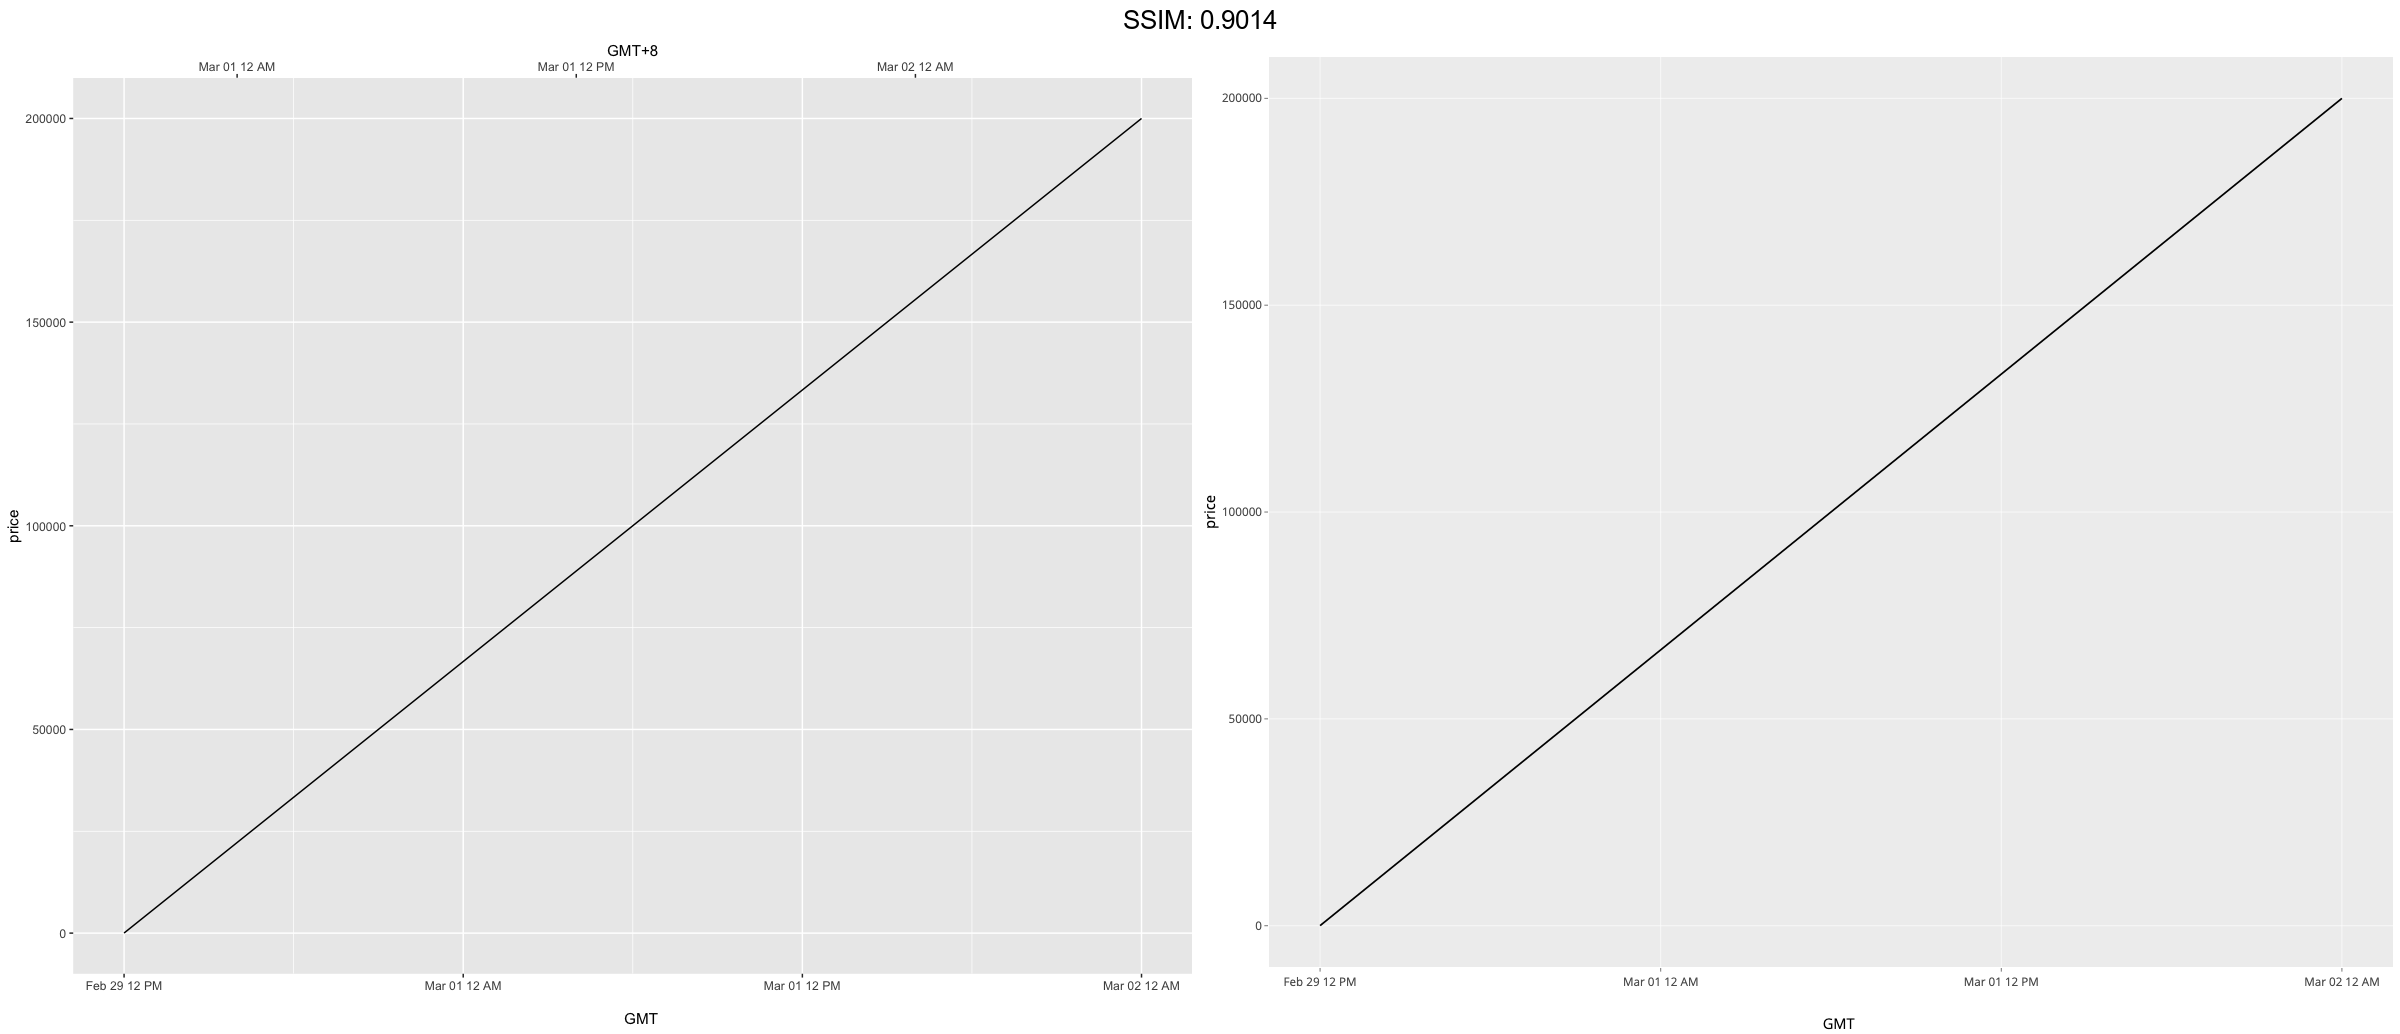 SSIM: 0.9014
GMT+8
Mar 01 12 AM Mar 01 12 PM Mar 02 12 AM
200000
150000
100000
50000
0
price
Feb 29 12 PM Mar 01 12 AM Mar 01 12 PM Mar 02 12 AM
GMT
200000
150000
100000
50000
0
price
Feb 29 12 PM Mar 01 12 AM Mar 01 12 PM Mar 02 12 AM
GMT